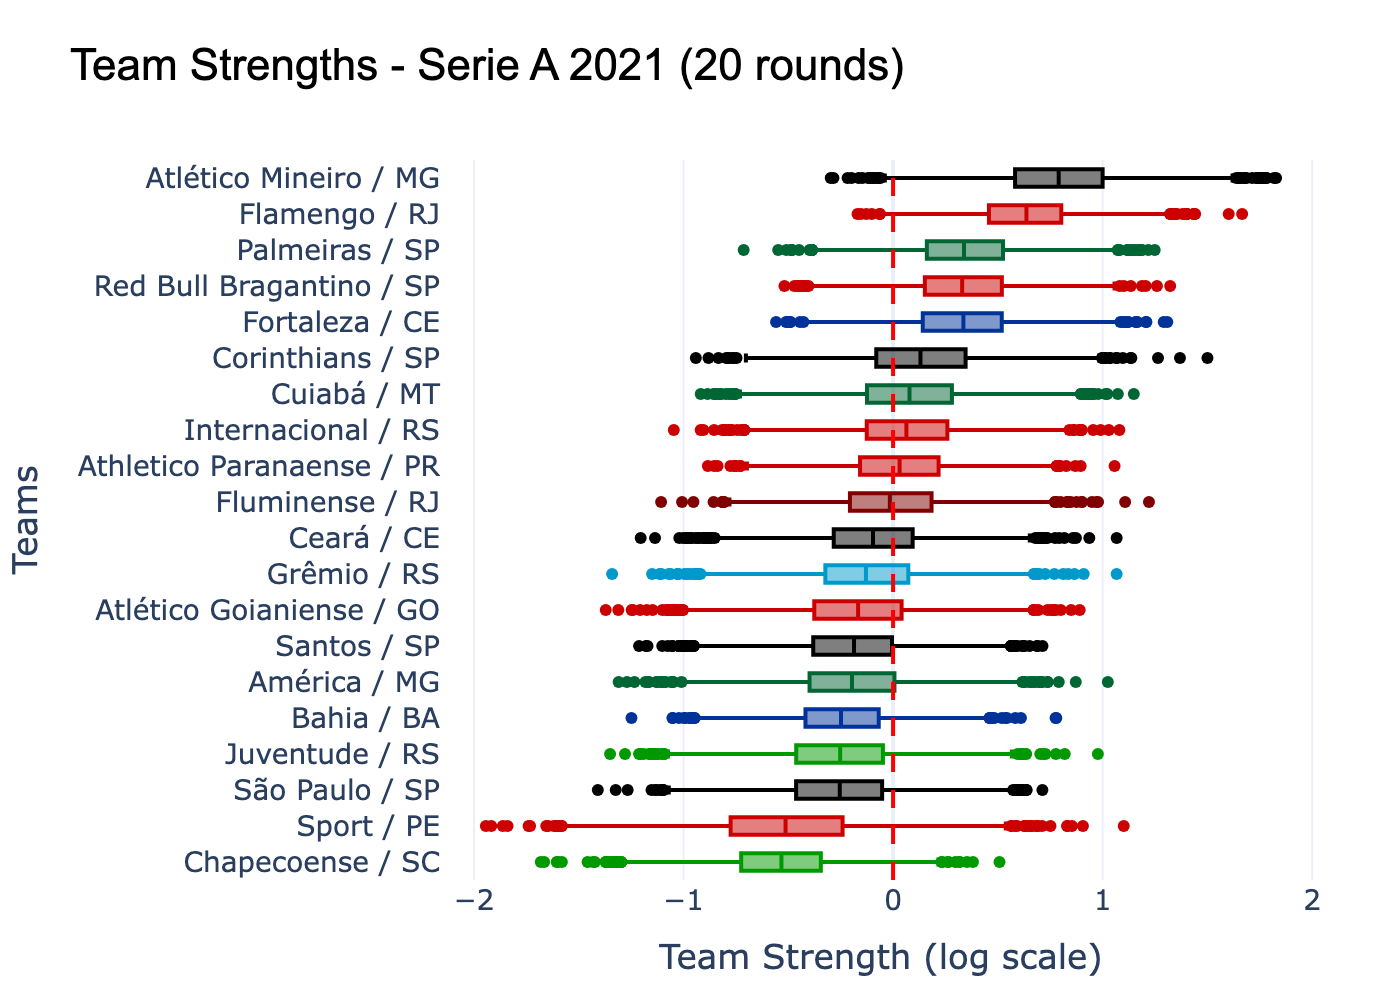 Team Strengths - Serie A 2021 (20 rounds)
Teams
Atlético Mineiro / MG
Flamengo / RJ
Palmeiras / SP
Red Bull Bragantino / SP
Fortaleza / CE
Corinthians / SP
Cuiabá / MT
Internacional / RS
Athletico Paranaense / PR
Fluminense / RJ
Ceará / CE
Grêmio / RS
Atlético Goianiense / GO
Santos / SP
América / MG
Bahia / BA
Juventude / RS
São Paulo / SP
Sport / PE
Chapecoense / SC
−2 −1 0 1 2
Team Strength (log scale)